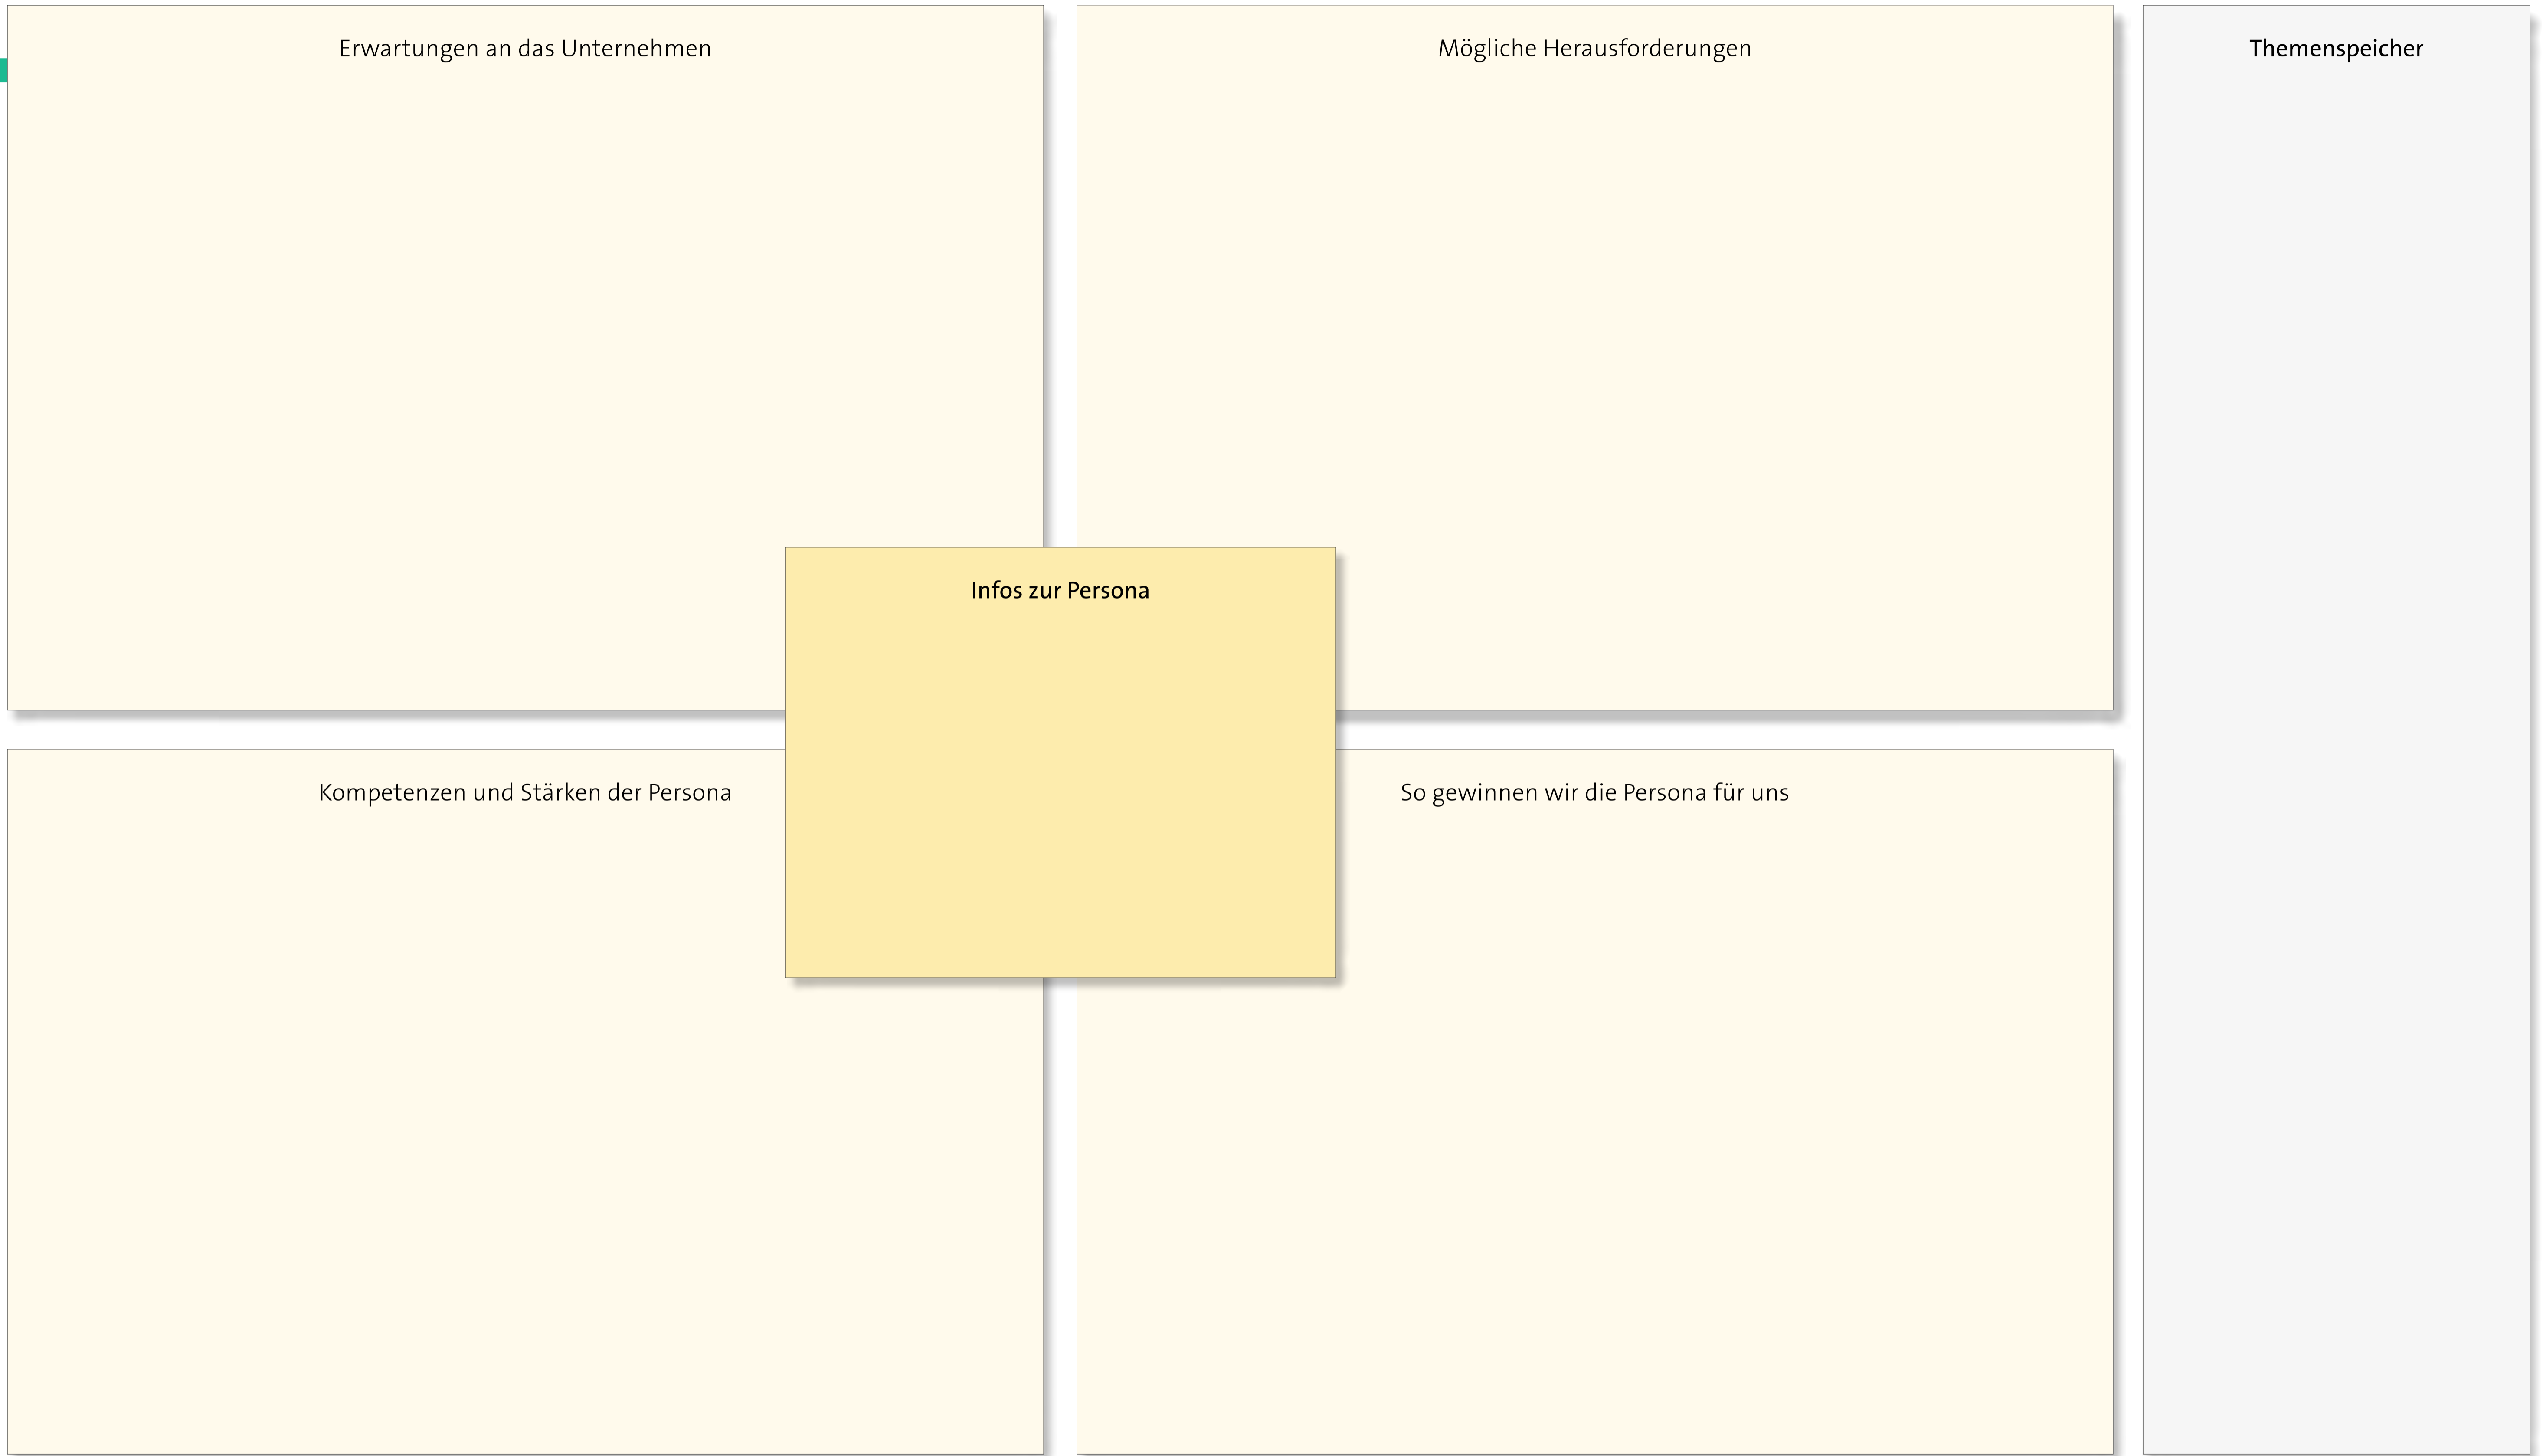 Erwartungen an das Unternehmen
Mögliche Herausforderungen
Themenspeicher
Infos zur Persona
Kompetenzen und Stärken der Persona
So gewinnen wir die Persona für uns